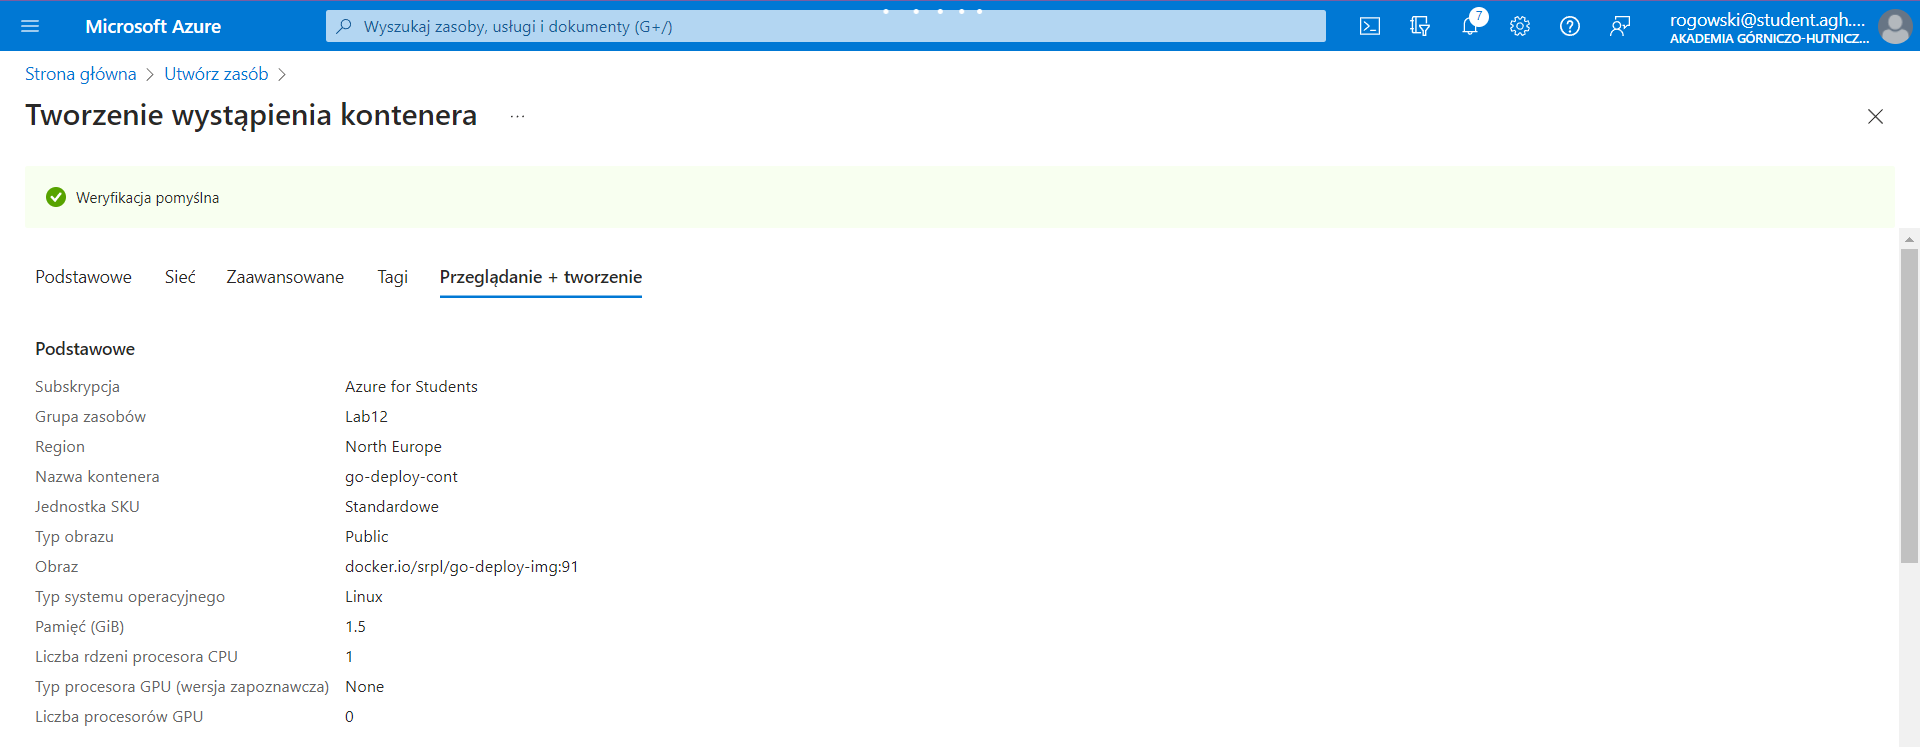 Microsoft Azure
Wyszukaj zasoby, usługi i dokumenty (G+/)
7
rogowski@student.agh....
AKADEMIA GÓRNICZO-HUTNICZ...
Strona główna > Utwórz zasób >
Tworzenie wystąpienia kontenera ...
Weryfikacja pomyślna
Podstawowe Sieć Zaawansowane Tagi Przeglądanie + tworzenie
Podstawowe
Subskrypcja Azure for Students
Grupa zasobów Lab12
Region North Europe
Nazwa kontenera go-deploy-cont
Jednostka SKU Standardowe
Typ obrazu Public
Obraz docker.io/srpl/go-deploy-img:91
Typ systemu operacyjnego Linux
Pamięć (GiB) 1.5
Liczba rdzeni procesora CPU 1
Typ procesora GPU (wersja zapoznawcza) None
Liczba procesorów GPU 0